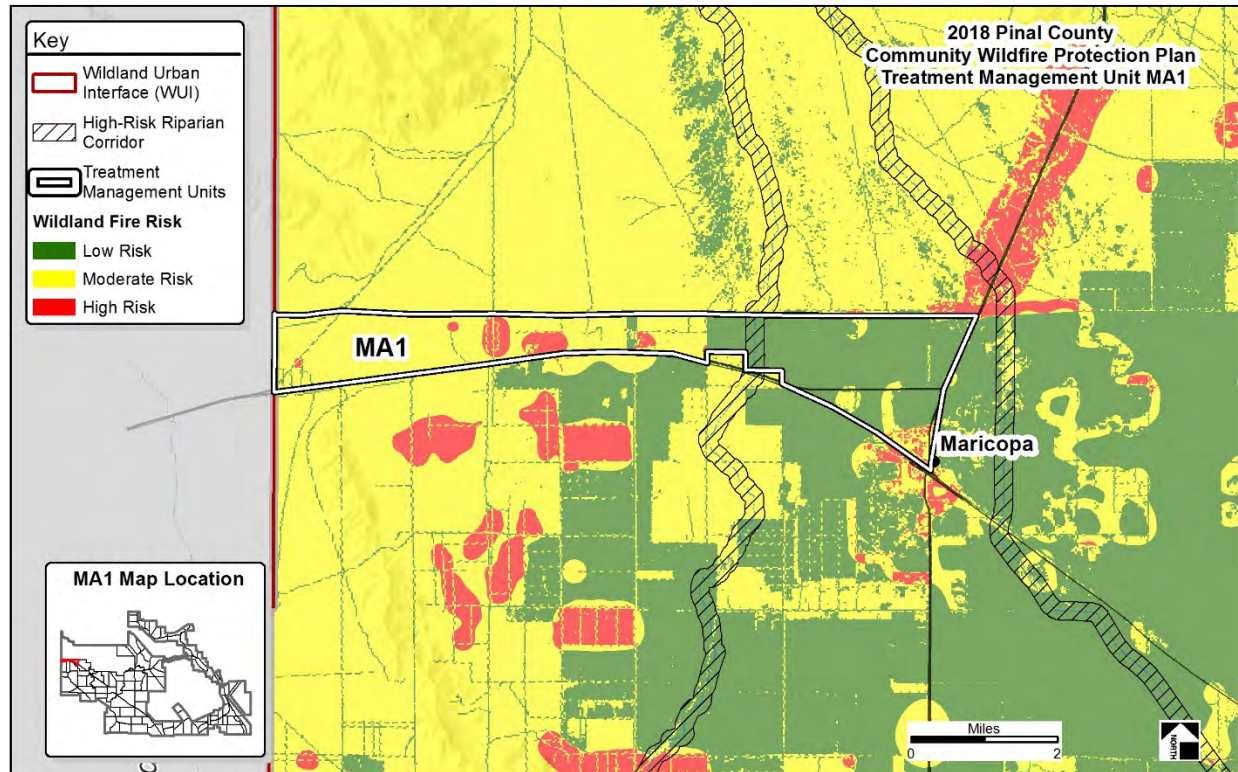 Key
Wildland Urban
Interface (WUI)
High-Risk Riparian
Corridor
Treatment
Management Units
Wildland Fire Risk
Low Risk
Moderate Risk
High Risk
2018 Pinal County
Community Wildfire Protection Plan
Treatment Management Unit MA1
MA1
Maricopa
MA1 Map Location
Miles
0 2
NORTH